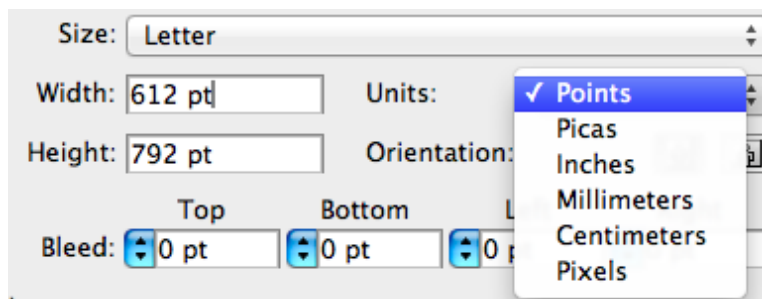 Size: Letter
Width: 612 pt Units: ✓ Points
Picas
Height: 792 pt Orientation:
Inches
Millimeters
Top Bottom
Centimeters
Bleed: 0 pt 0 pt 0
Pixels